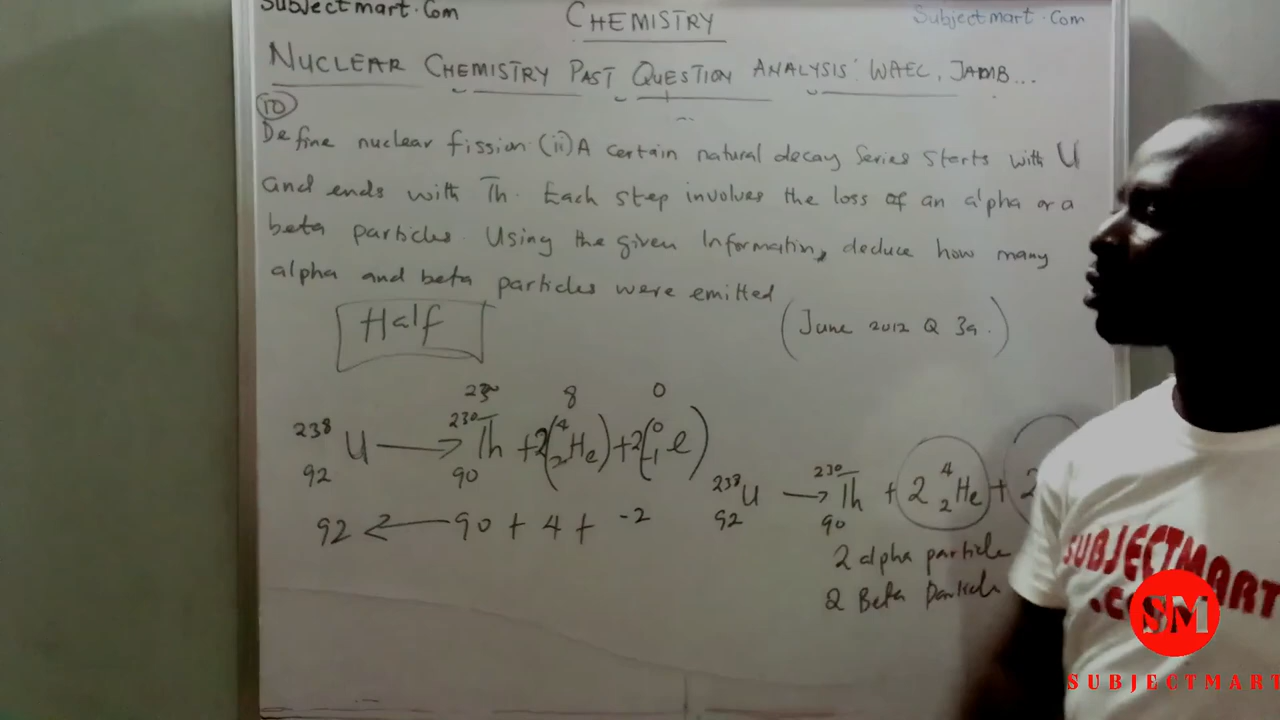 Subjectmart.Com
CHEMISTRY
Subjectmart.Com
NUCLEAR CHEMISTRY PAST QUESTION ANALYSIS: WAEC, JAMB...
10
Define nuclear fission. (ii) A certain natural decay series starts with U
and ends with Th. Each step involves the loss of an alpha or a
beta particles. Using the given Information, deduce how many
alpha and beta particles were emitted
Half
(June 2012 Q 3a.)
230 8 0
238 92 U → 230 90 Th + 2(4 2 He) + 2(0 -1 e)
92 ← 90 + 4 + -2
238 92 U → 230 90 Th + 2 4 2 He + 2
2 alpha particle
2 Beta Particle
SUBJECTMART
.CO
SM
SUBJECTMART